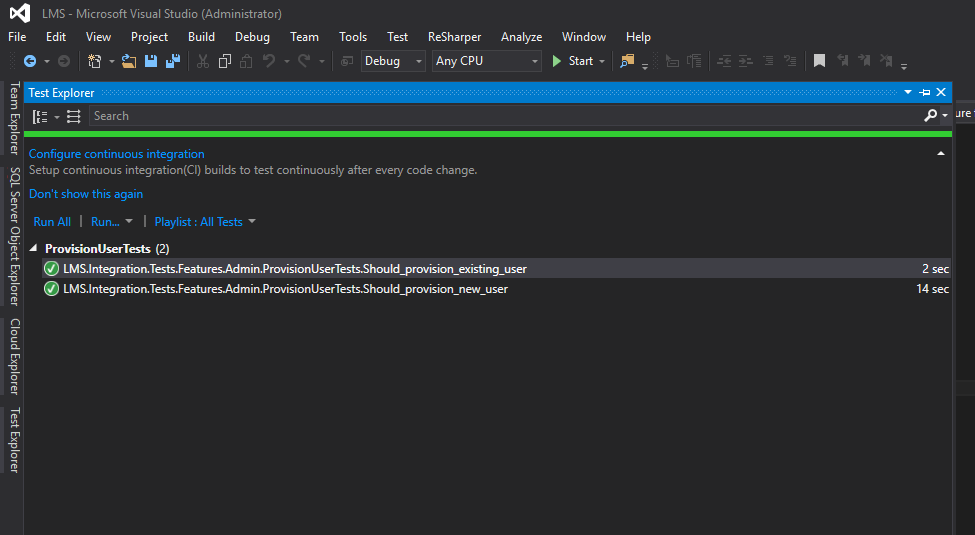 LMS - Microsoft Visual Studio (Administrator)
File Edit View Project Build Debug Team Tools Test ReSharper Analyze Window Help
Debug Any CPU Start
Test Explorer
Search
Configure continuous integration
Setup continuous integration(CI) builds to test continuously after every code change.
Don't show this again
Run All | Run... | Playlist : All Tests
ProvisionUserTests (2)
LMS.Integration.Tests.Features.Admin.ProvisionUserTests.Should_provision_existing_user 2 sec
LMS.Integration.Tests.Features.Admin.ProvisionUserTests.Should_provision_new_user 14 sec
Team Explorer
SQL Server Object Explorer
Cloud Explorer
Test Explorer